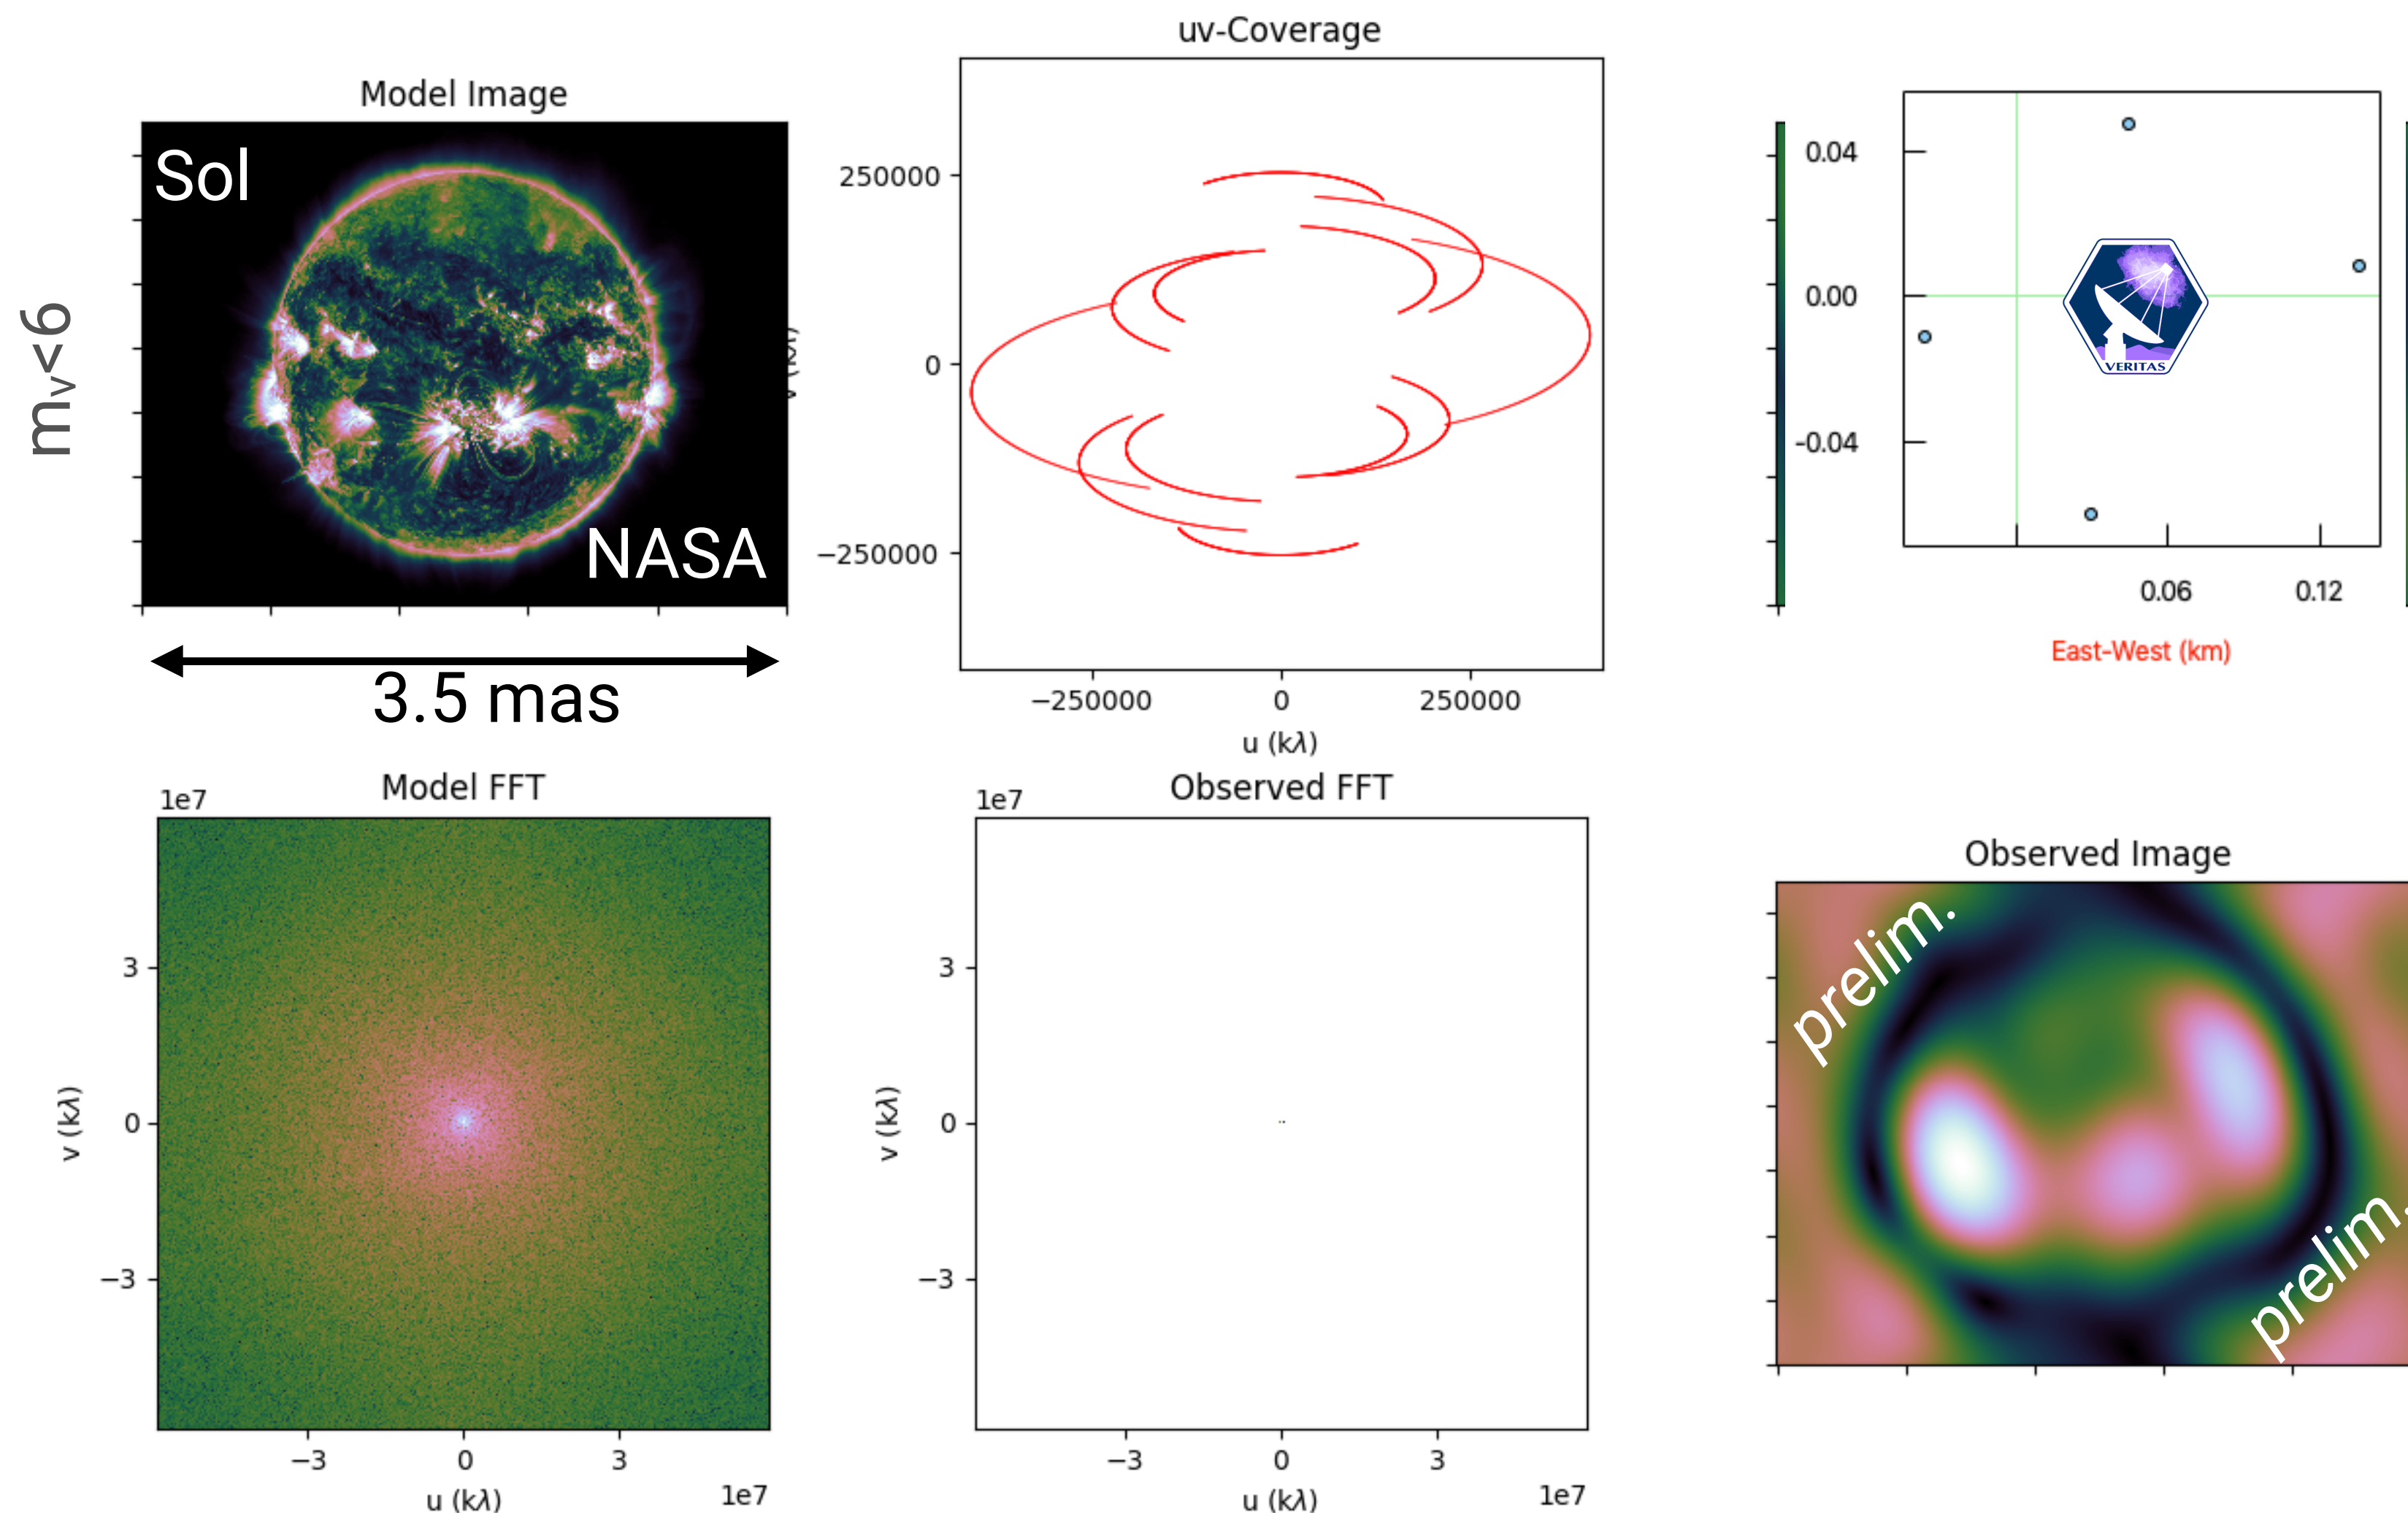 uv-Coverage
Model Image
Sol
NASA
m_v<6
3.5 mas
250000
0
−250000
−250000
0
250000
u (kλ)
v (kλ)
0.04
0.00
-0.04
VERITAS
0.06
0.12
East-West (km)
Model FFT
1e7
3
0
−3
v (kλ)
−3
0
3
u (kλ)
1e7
Observed FFT
1e7
3
0
−3
v (kλ)
−3
0
3
u (kλ)
1e7
Observed Image
prelim.
prelim.